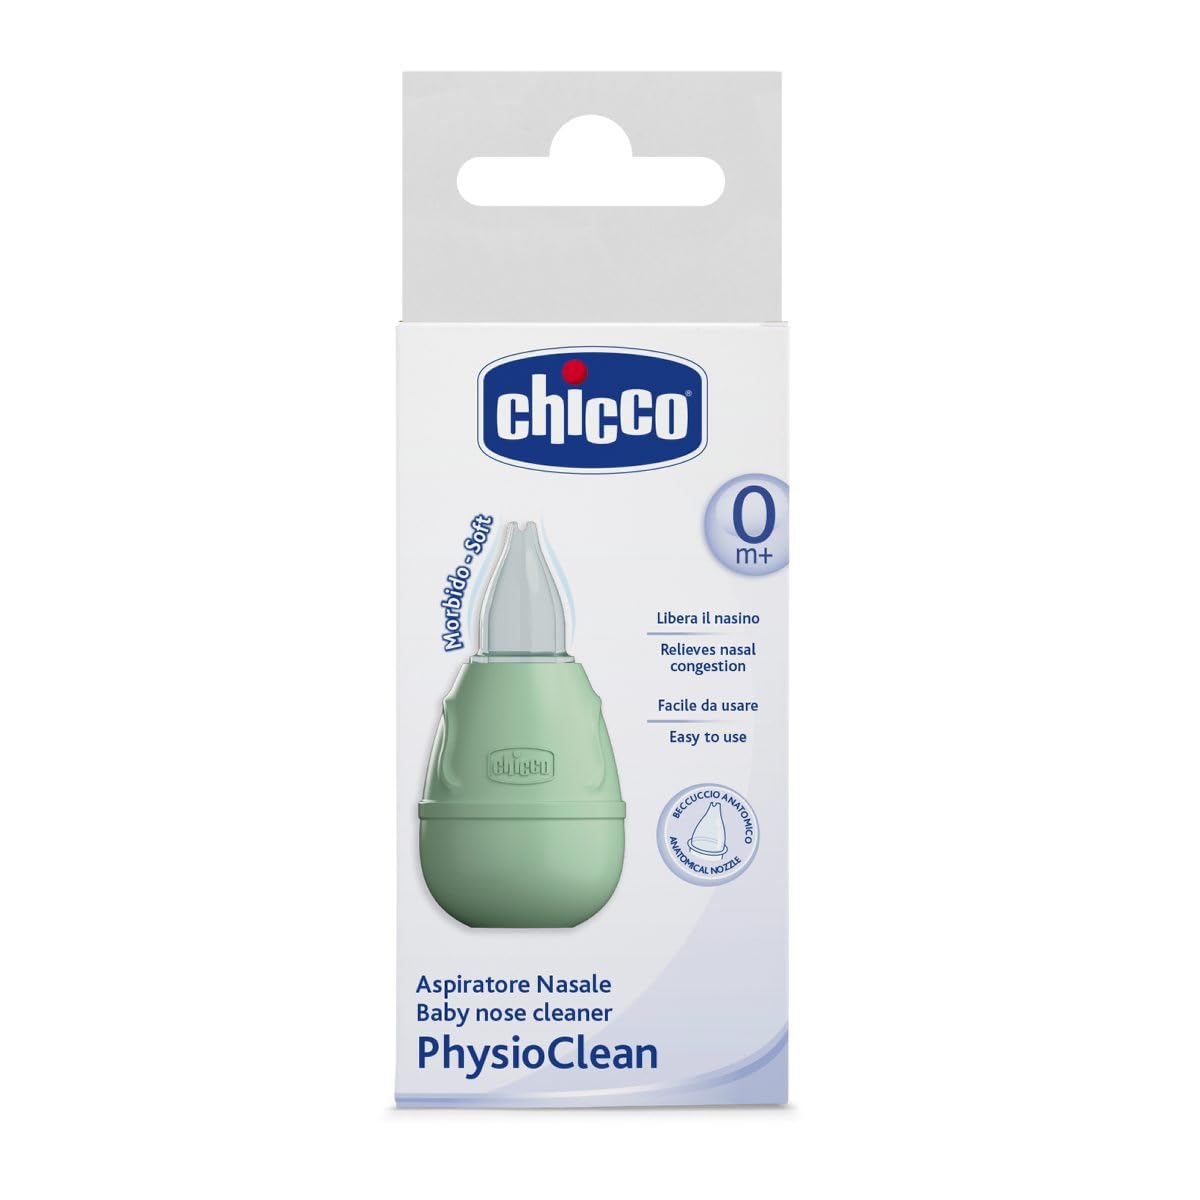 chicco®
0
m+
Morbido - Soft
Libera il nasino
Relieves nasal
congestion
Facile da usare
Easy to use
chicco
BECCUCCIO ANATOMICO
ANATOMICAL NOZZLE
Aspiratore Nasale
Baby nose cleaner
PhysioClean